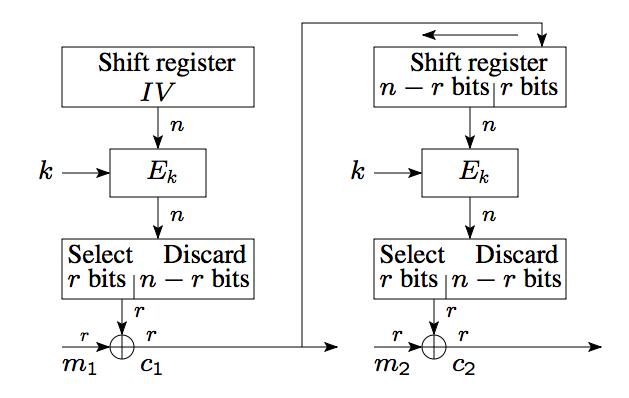 Shift register
IV
n
k
E_k
n
Select Discard
r bits n − r bits
r
r r
m_1 c_1
Shift register
n − r bits r bits
n
k
E_k
n
Select Discard
r bits n − r bits
r
r r
m_2 c_2